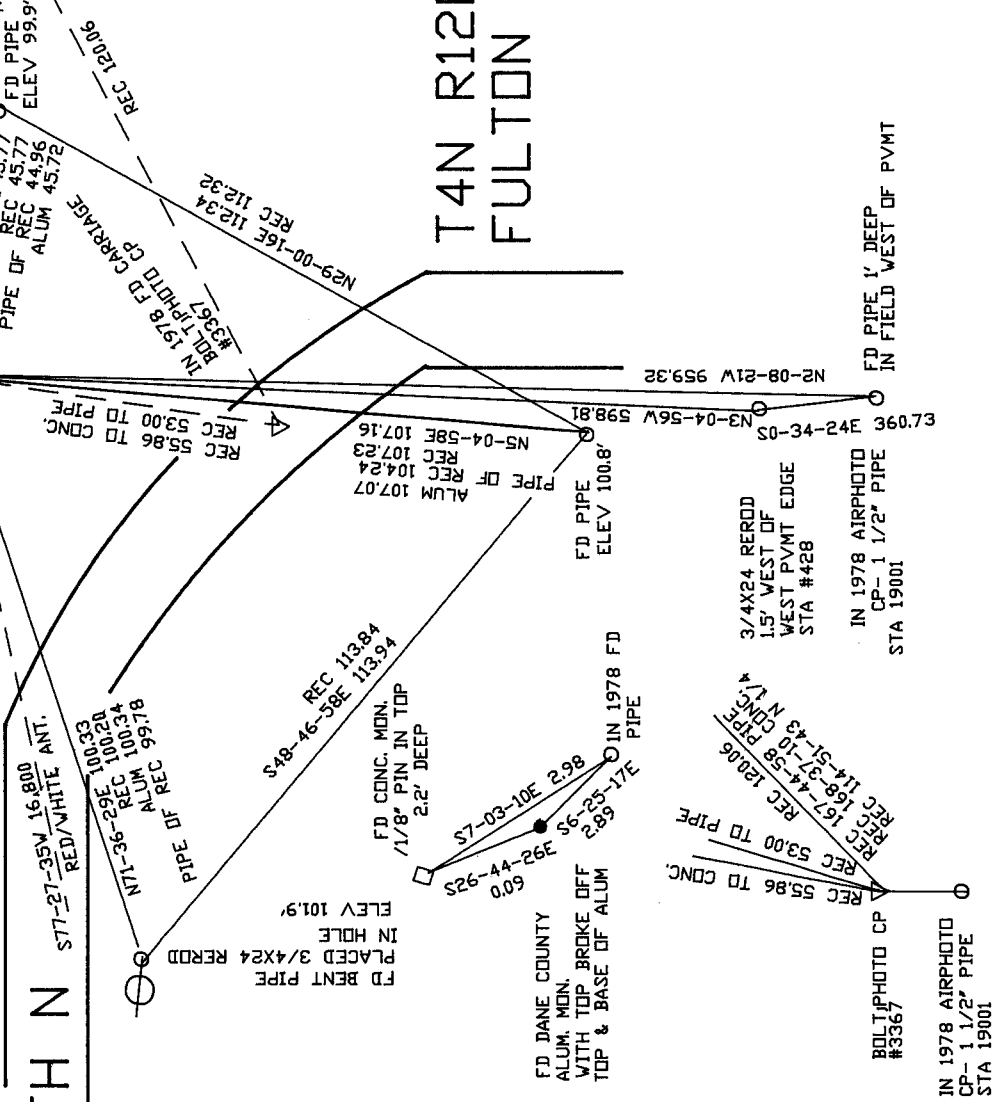 FD PIPE
ELEV 99.9'
REC 120.06
REC 45.77
PIPE OF REC 44.96
ALUM 45.72
IN 1978 FD CARRIAGE
BOLT,PHOTO CP
#3367
N29-00-16E 112.34
REC 112.32
T4N R12
FULTON
REC TO CONC.
REC 55.86
REC 53.00 TO PIPE
N5-04-58E 107.16
REC 107.23
PIPE OF REC 104.24
ALUM 107.07
N2-08-21W 959.32
N3-04-56W 598.81
S0-34-24E 360.73
FD PIPE 1' DEEP
IN FIELD WEST OF PVMT
FD PIPE
ELEV 100.8'
3/4X24 REROD
1.5' WEST OF
WEST PVMT EDGE
STA #428
IN 1978 AIRPHOTO
CP- 1 1/2" PIPE
STA 19001
S77-27-35W 16.800
RED/WHITE ANT.
N71-36-29E 100.33
REC 100.20
ALUM 100.34
PIPE OF REC 99.78
TH N
REC 113.84
S48-46-58E 113.94
FD BENT PIPE
PLACED 3/4X24 REROD
IN HOLE
ELEV 101.9'
FD CONC. MON.
/1/8" PIN IN TOP
2.2' DEEP
S7-03-10E 2.98
S26-44-26E
0.09
S6-25-17E
2.89
IN 1978 FD
PIPE
FD DANE COUNTY
ALUM. MON.
WITH TOP BROKE OFF
TOP & BASE OF ALUM
REC 120.06
REC 167-44-58 PIPE
REC 168-37-10 CONC.
REC 114-51-43 N 1/4
REC 53.00 TO PIPE
REC 55.86 TO CONC.
BOLT,PHOTO CP
#3367
IN 1978 AIRPHOTO
CP- 1 1/2" PIPE
STA 19001